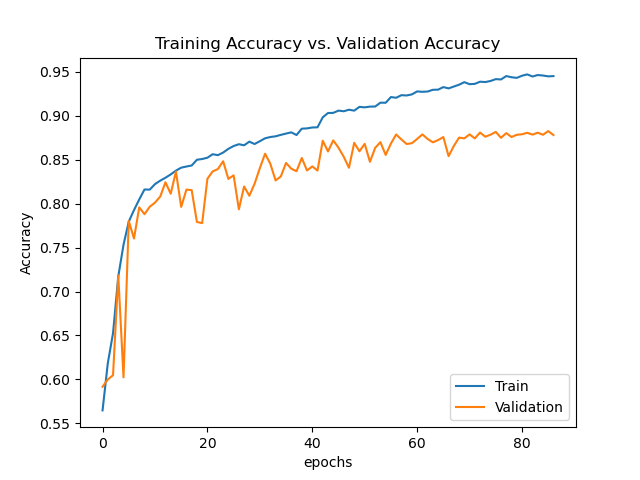 Training Accuracy vs. Validation Accuracy
0.95
0.90
0.85
0.80
0.75
0.70
0.65
0.60
0.55
Accuracy
Train
Validation
0 20 40 60 80
epochs